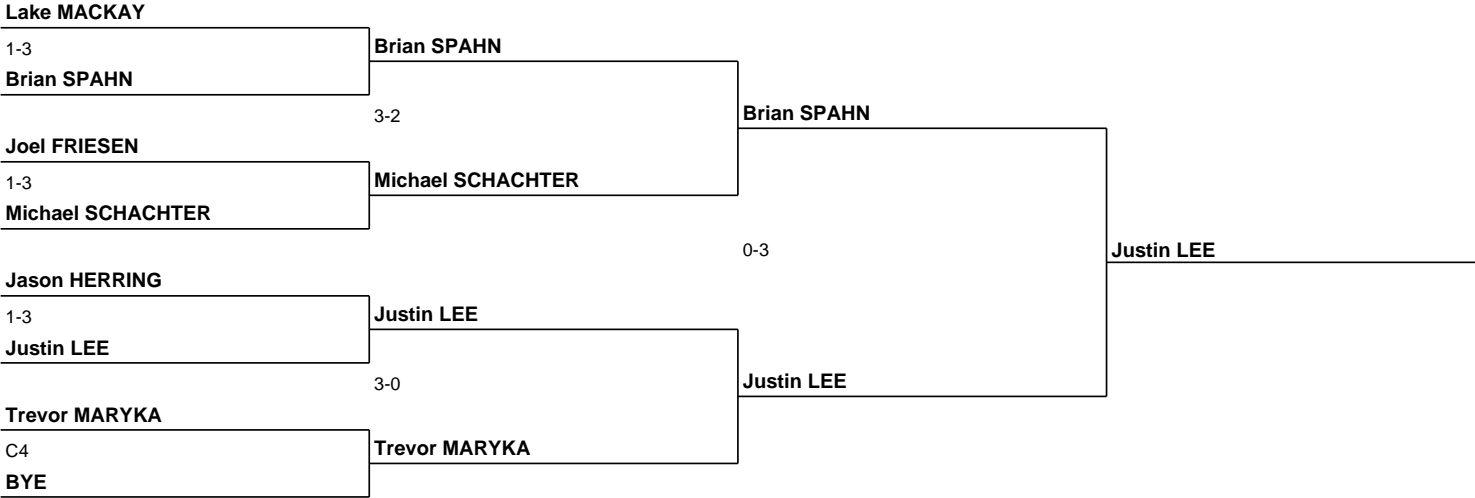 Lake MACKAY
1-3
Brian SPAHN
Joel FRIESEN
1-3
Michael SCHACHTER
Jason HERRING
1-3
Justin LEE
Trevor MARYKA
C4
BYE
Brian SPAHN
3-2
Michael SCHACHTER
Justin LEE
3-0
Trevor MARYKA
Brian SPAHN
0-3
Justin LEE
Justin LEE